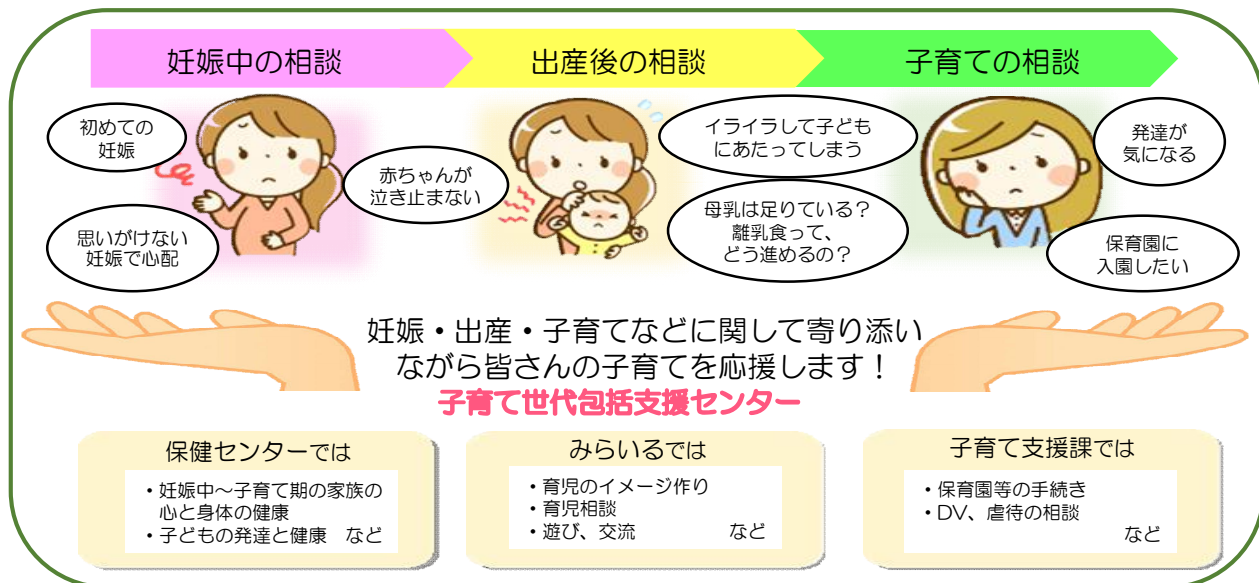 妊娠中の相談
出産後の相談
子育ての相談
初めての
妊娠
思いがけない
妊娠で心配
赤ちゃんが
泣き止まない
イライラして子ども
にあたってしまう
母乳は足りている？
離乳食って、
どう進めるの？
発達が
気になる
保育園に
入園したい
妊娠・出産・子育てなどに関して寄り添い
ながら皆さんの子育てを応援します！
子育て世代包括支援センター
保健センターでは
・妊娠中～子育て期の家族の
心と身体の健康
・子どもの発達と健康　など
みらいるでは
・育児のイメージ作り
・育児相談
・遊び、交流　など
子育て支援課では
・保育園等の手続き
・DV、虐待の相談
など